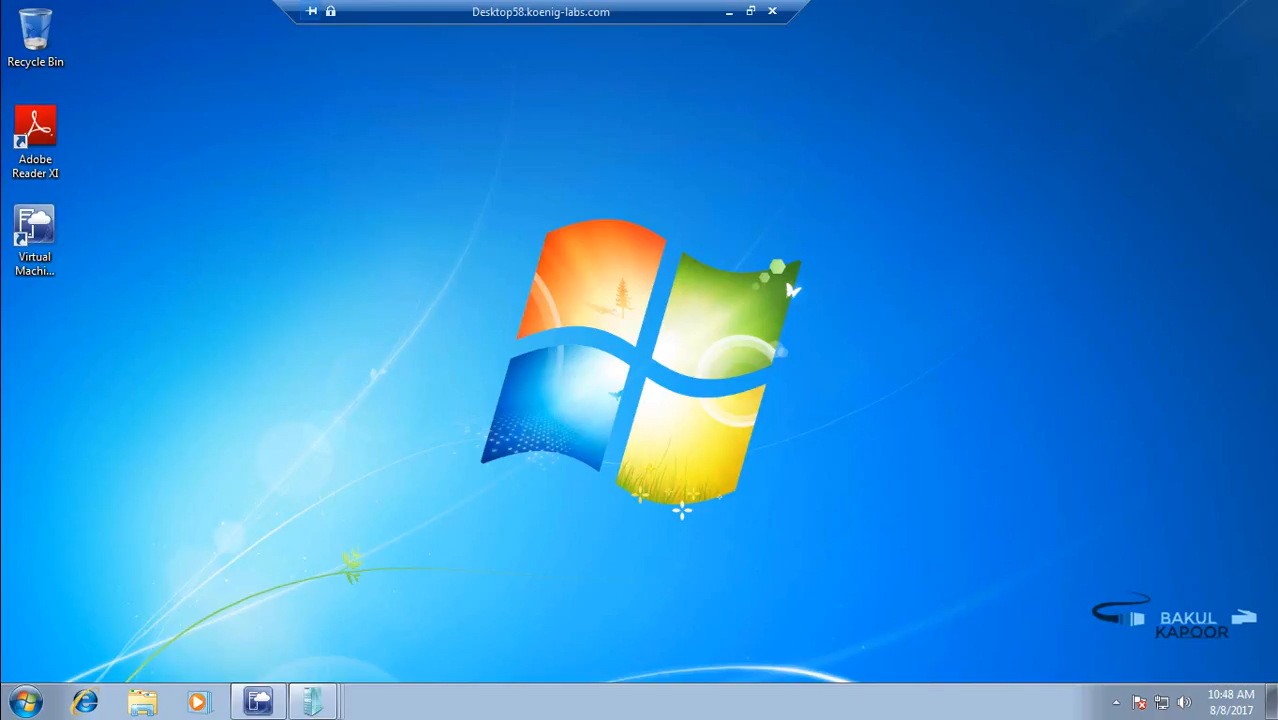 Desktop58.koenig-labs.com
Recycle Bin
Adobe
Reader XI
Virtual
Machi...
BAKUL
KAPOOR
10:48 AM
8/8/2017